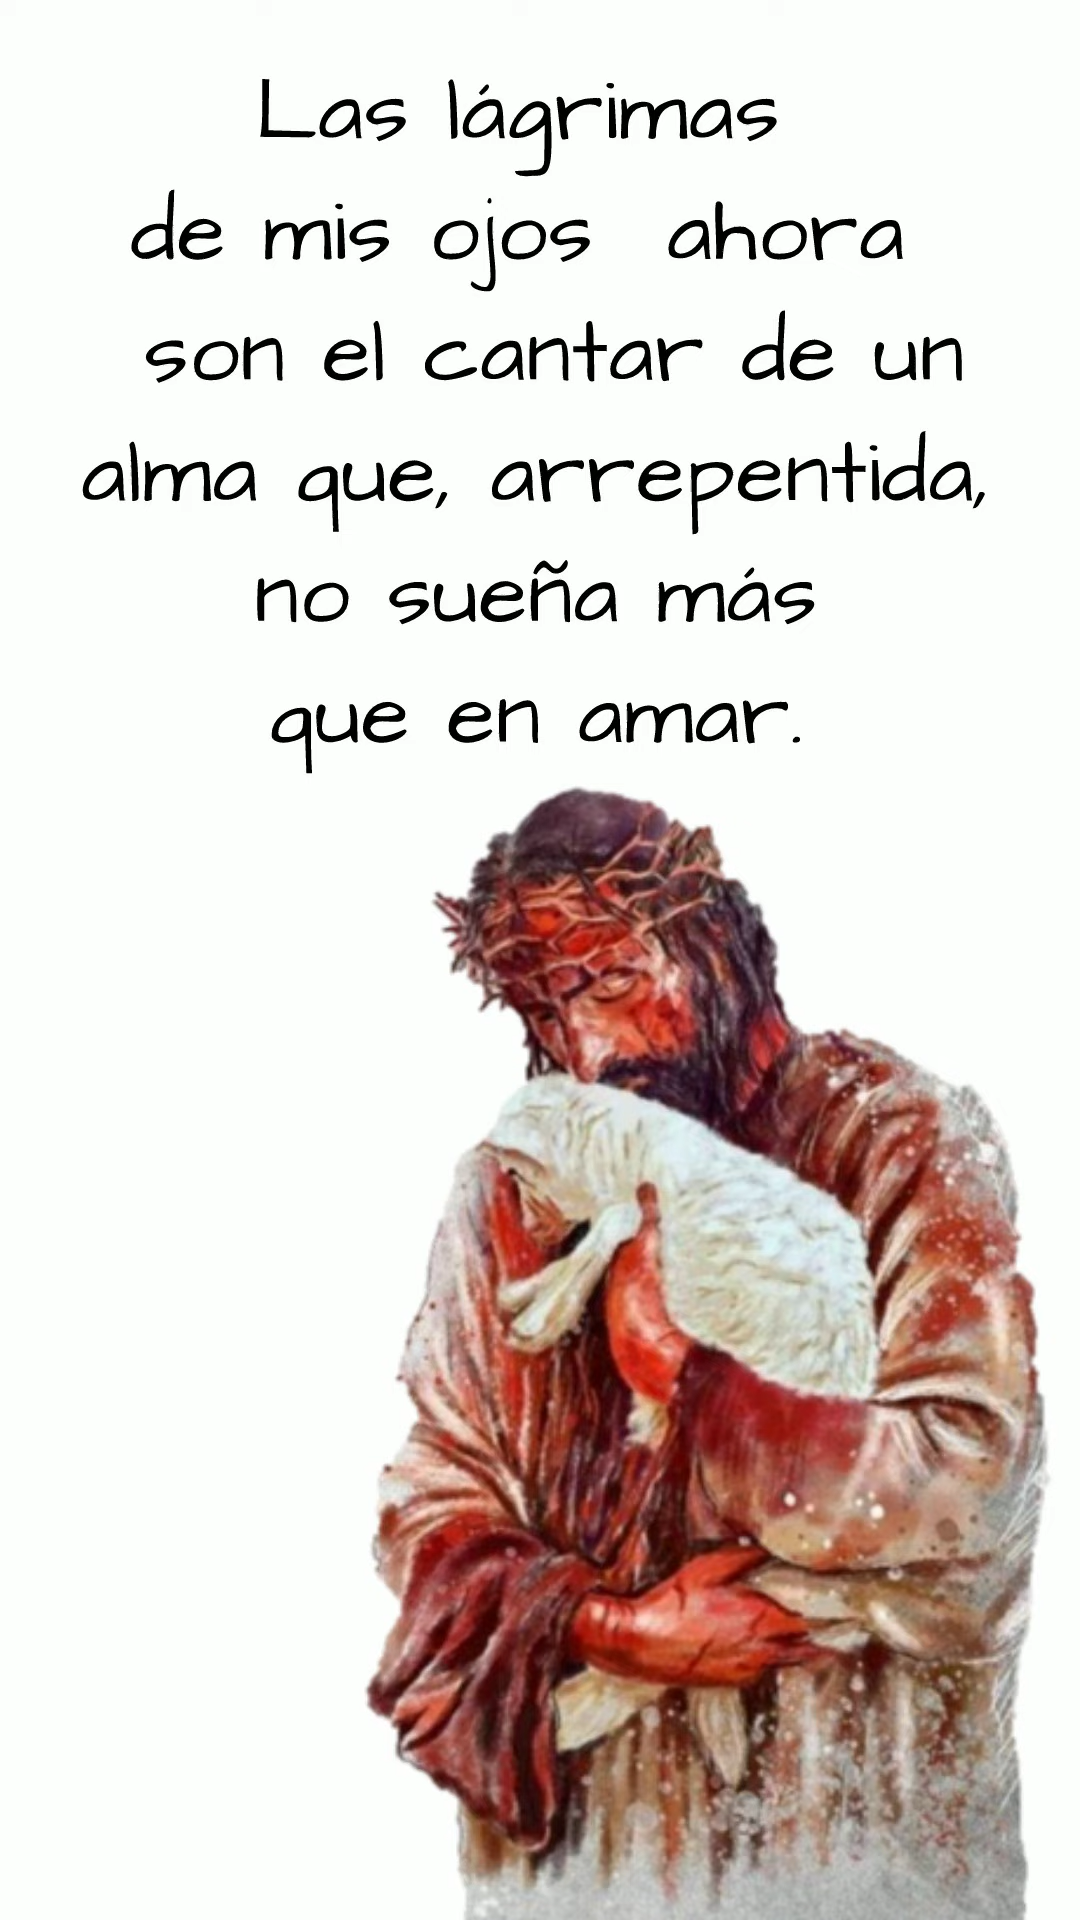 Las lágrimas
de mis ojos ahora
son el cantar de un
alma que, arrepentida,
no sueña más
que en amar.